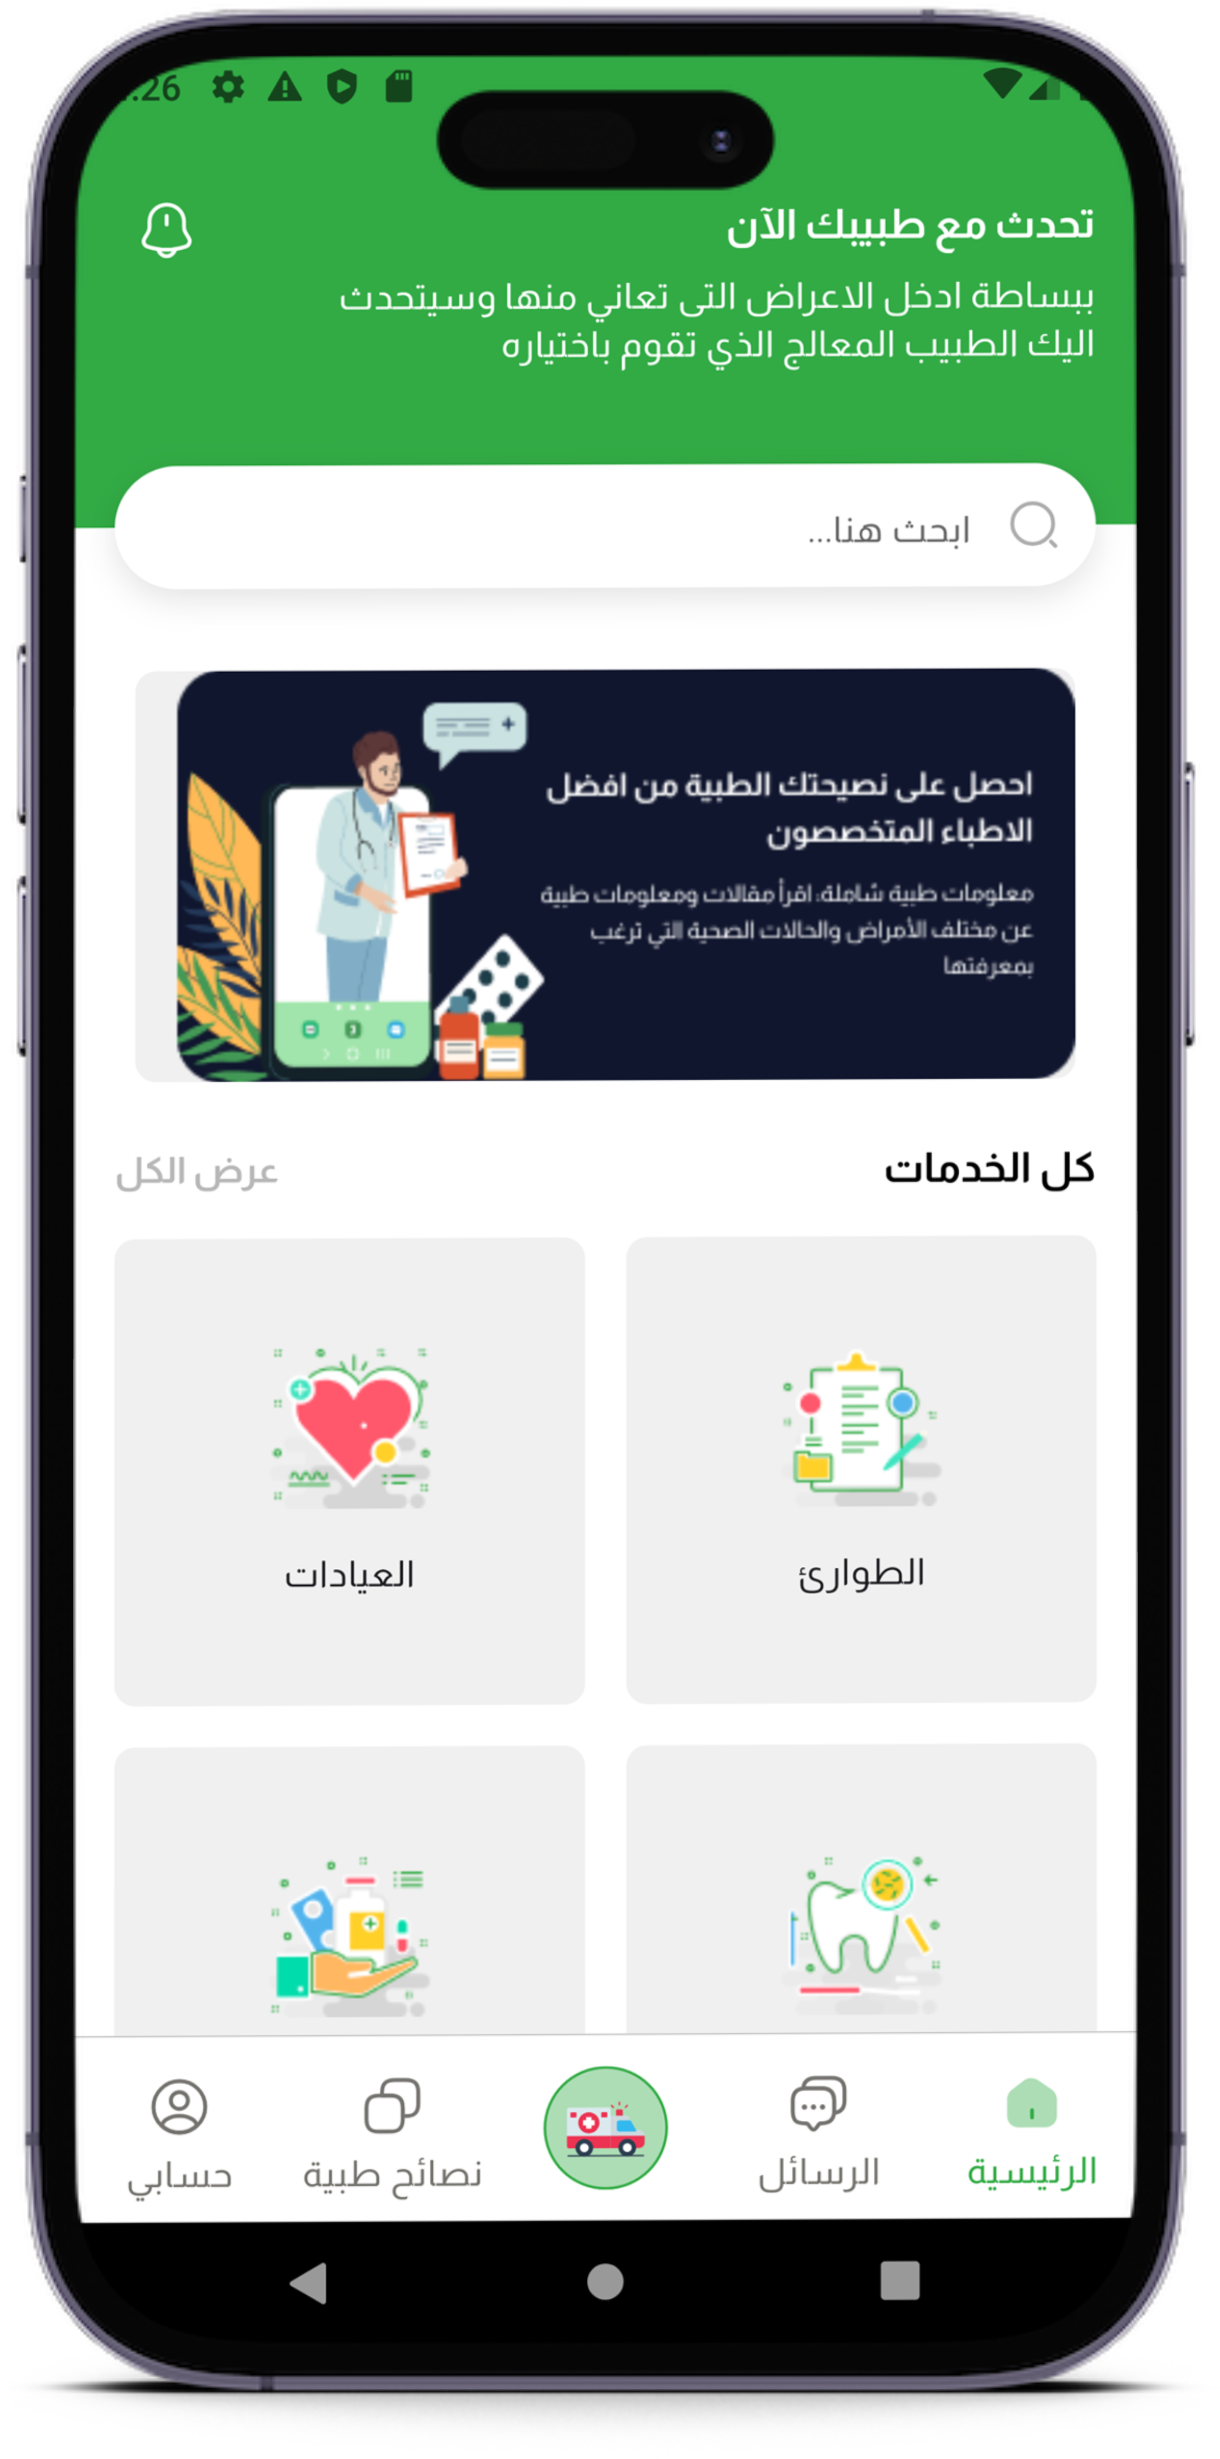 :26
تحدث مع طبيبك الآن
ببساطة ادخل الاعراض التى تعاني منها وسيتحدث
اليك الطبيب المعالج الذي تقوم باختياره
ابحث هنا...
احصل على نصيحتك الطبية من افضل
الاطباء المتخصصون
معلومات طبية شاملة: اقرأ مقالات ومعلومات طبية
عن مختلف الأمراض والحالات الصحية التي ترغب
بمعرفتها
كل الخدمات
عرض الكل
الطوارئ
العيادات
الرئيسية
الرسائل
نصائح طبية
حسابي